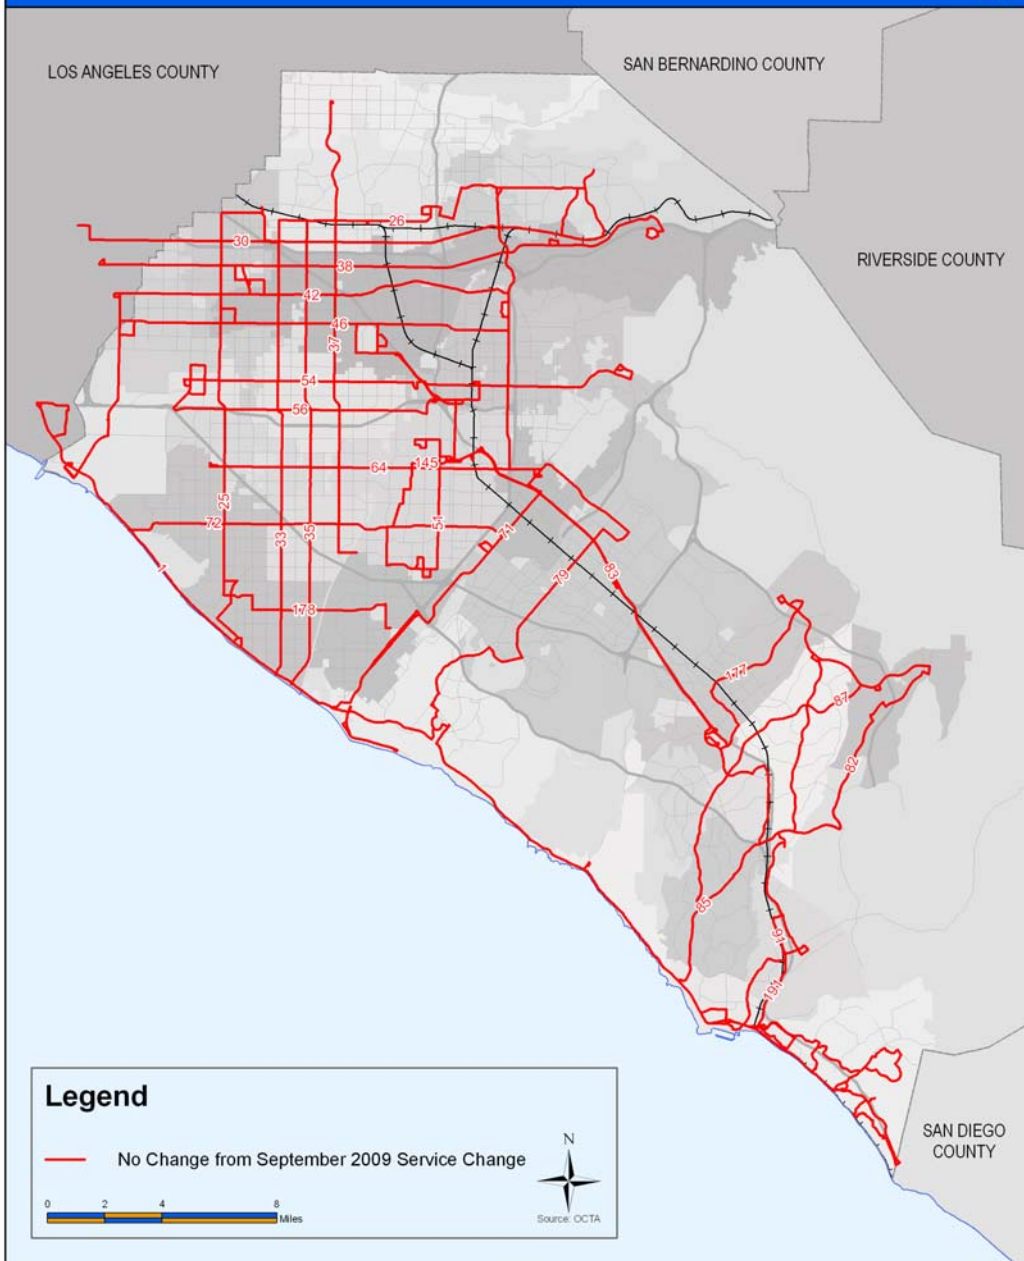 LOS ANGELES COUNTY
SAN BERNARDINO COUNTY
RIVERSIDE COUNTY
26
30
38
42
46
37
54
56
64
145
25
72
33
35
51
71
1
79
83
178
177
87
82
85
91
191
SAN DIEGO
COUNTY
Legend
No Change from September 2009 Service Change
N
0 2 4 8
Miles
Source: OCTA